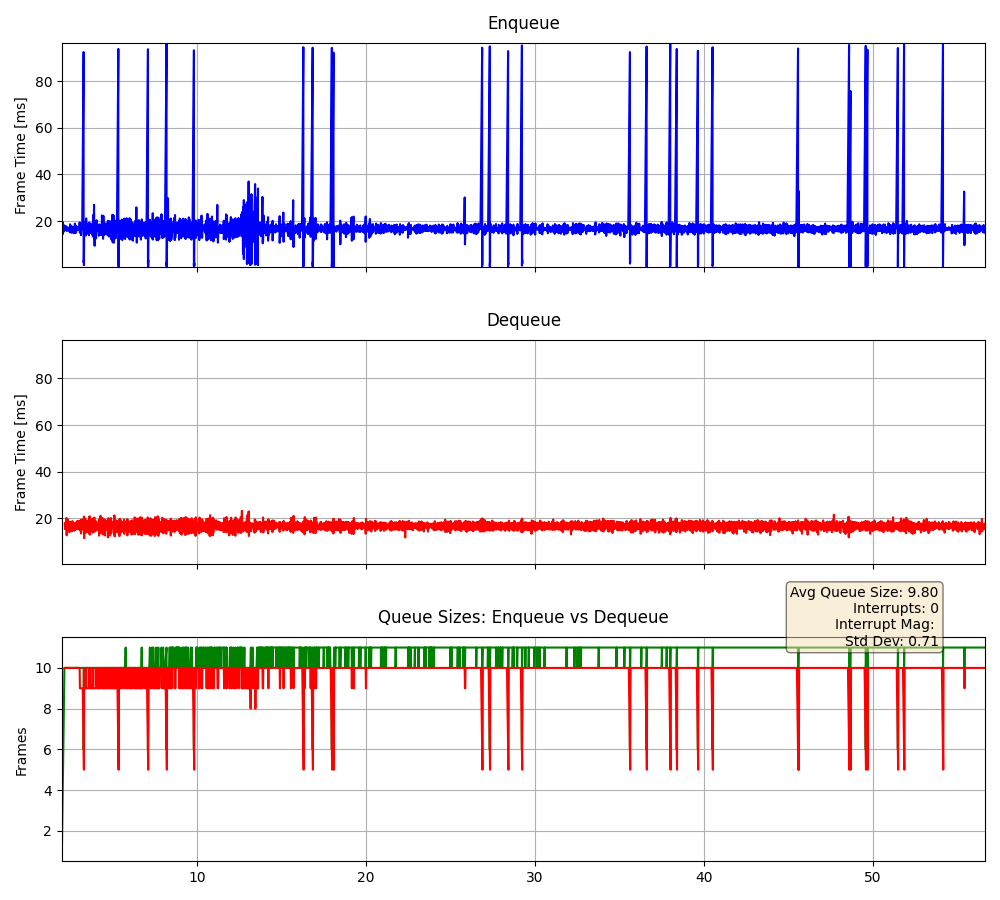 Enqueue
Frame Time [ms]
80
60
40
20
Dequeue
Frame Time [ms]
80
60
40
20
Avg Queue Size: 9.80
Interrupts: 0
Interrupt Mag:
Std Dev: 0.71
Queue Sizes: Enqueue vs Dequeue
Frames
10
8
6
4
2
10 20 30 40 50